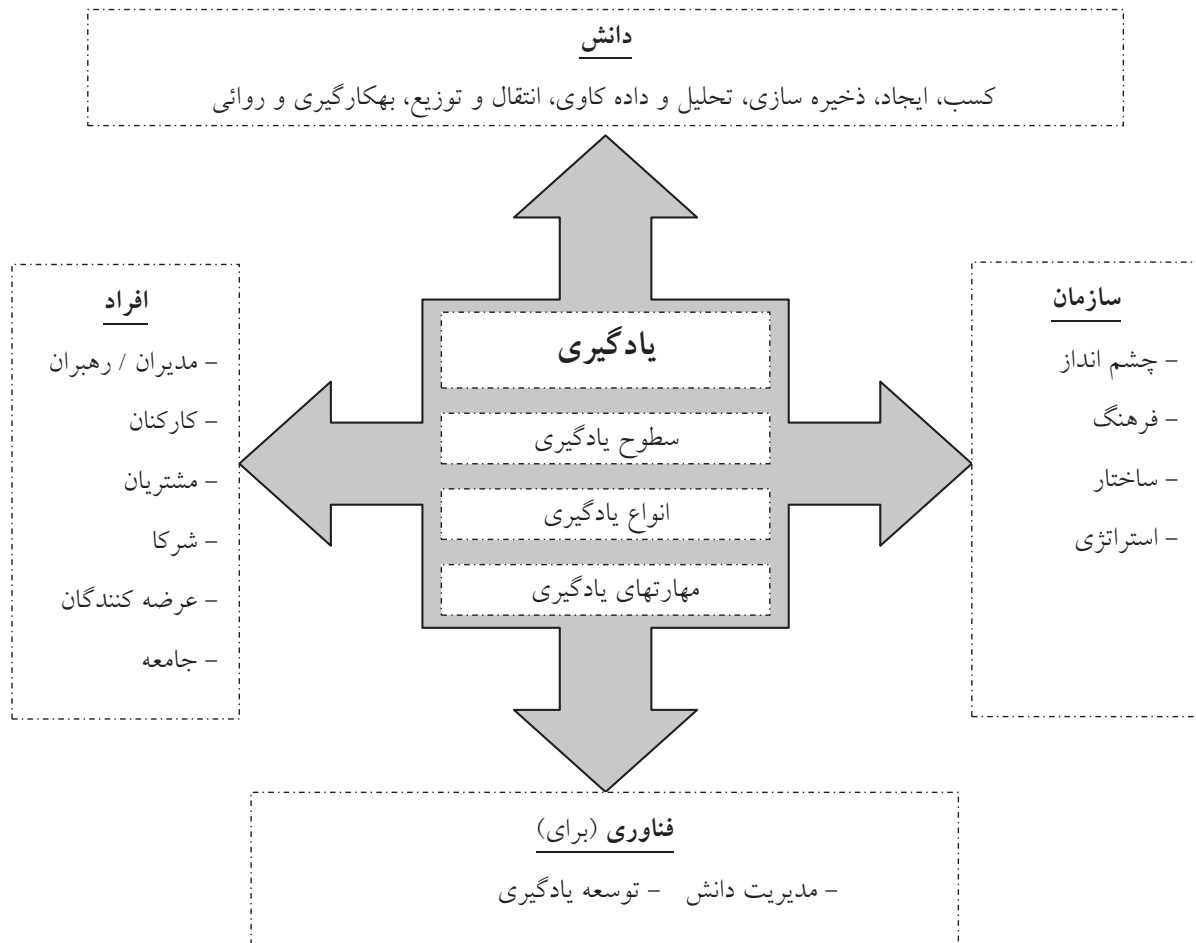 دانش
کسب، ایجاد، ذخیره سازی، تحلیل و داده کاوی، انتقال و توزیع، بهکارگیری و روائی
سازمان
– چشم انداز
– فرهنگ
– ساختار
– استراتژی
یادگیری
سطوح یادگیری
انواع یادگیری
مهارتهای یادگیری
افراد
– مدیران / رهبران
– کارکنان
– مشتریان
– شرکا
– عرضه کنندگان
– جامعه
فناوری (برای)
– مدیریت دانش – توسعه یادگیری